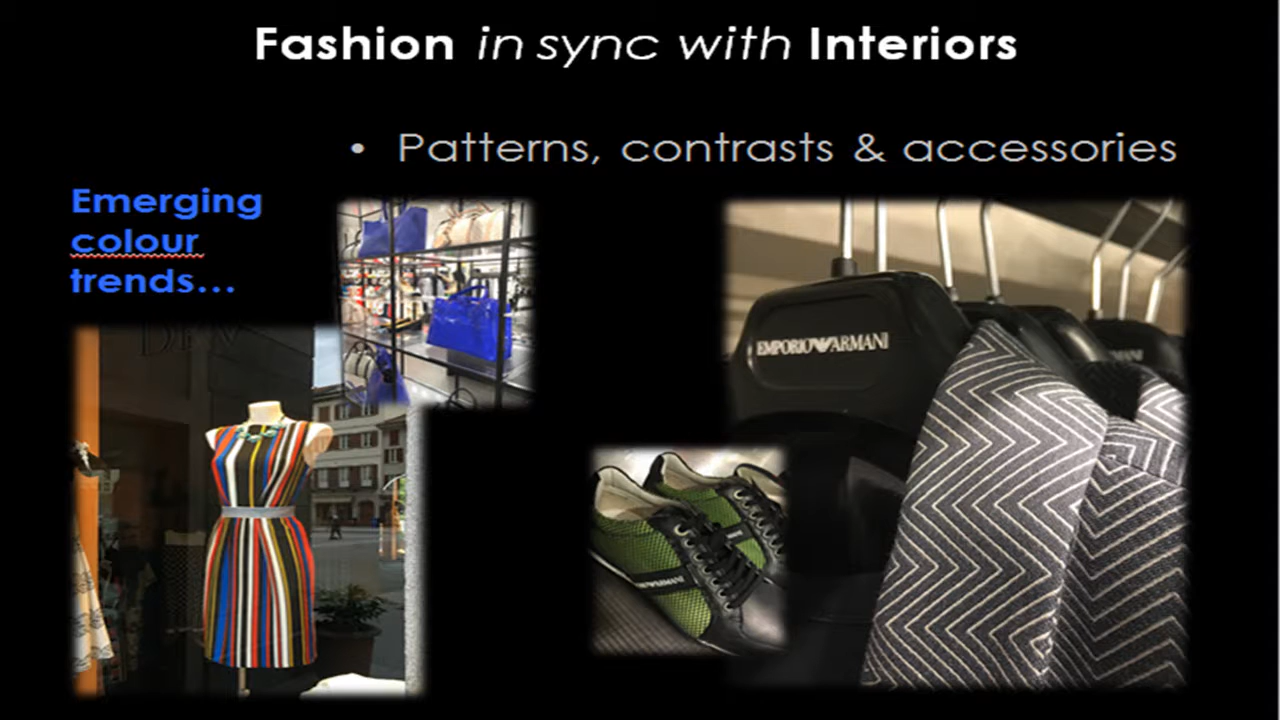 Fashion in sync with Interiors
• Patterns, contrasts & accessories
Emerging
colour
trends...
EMPORIO ARMANI